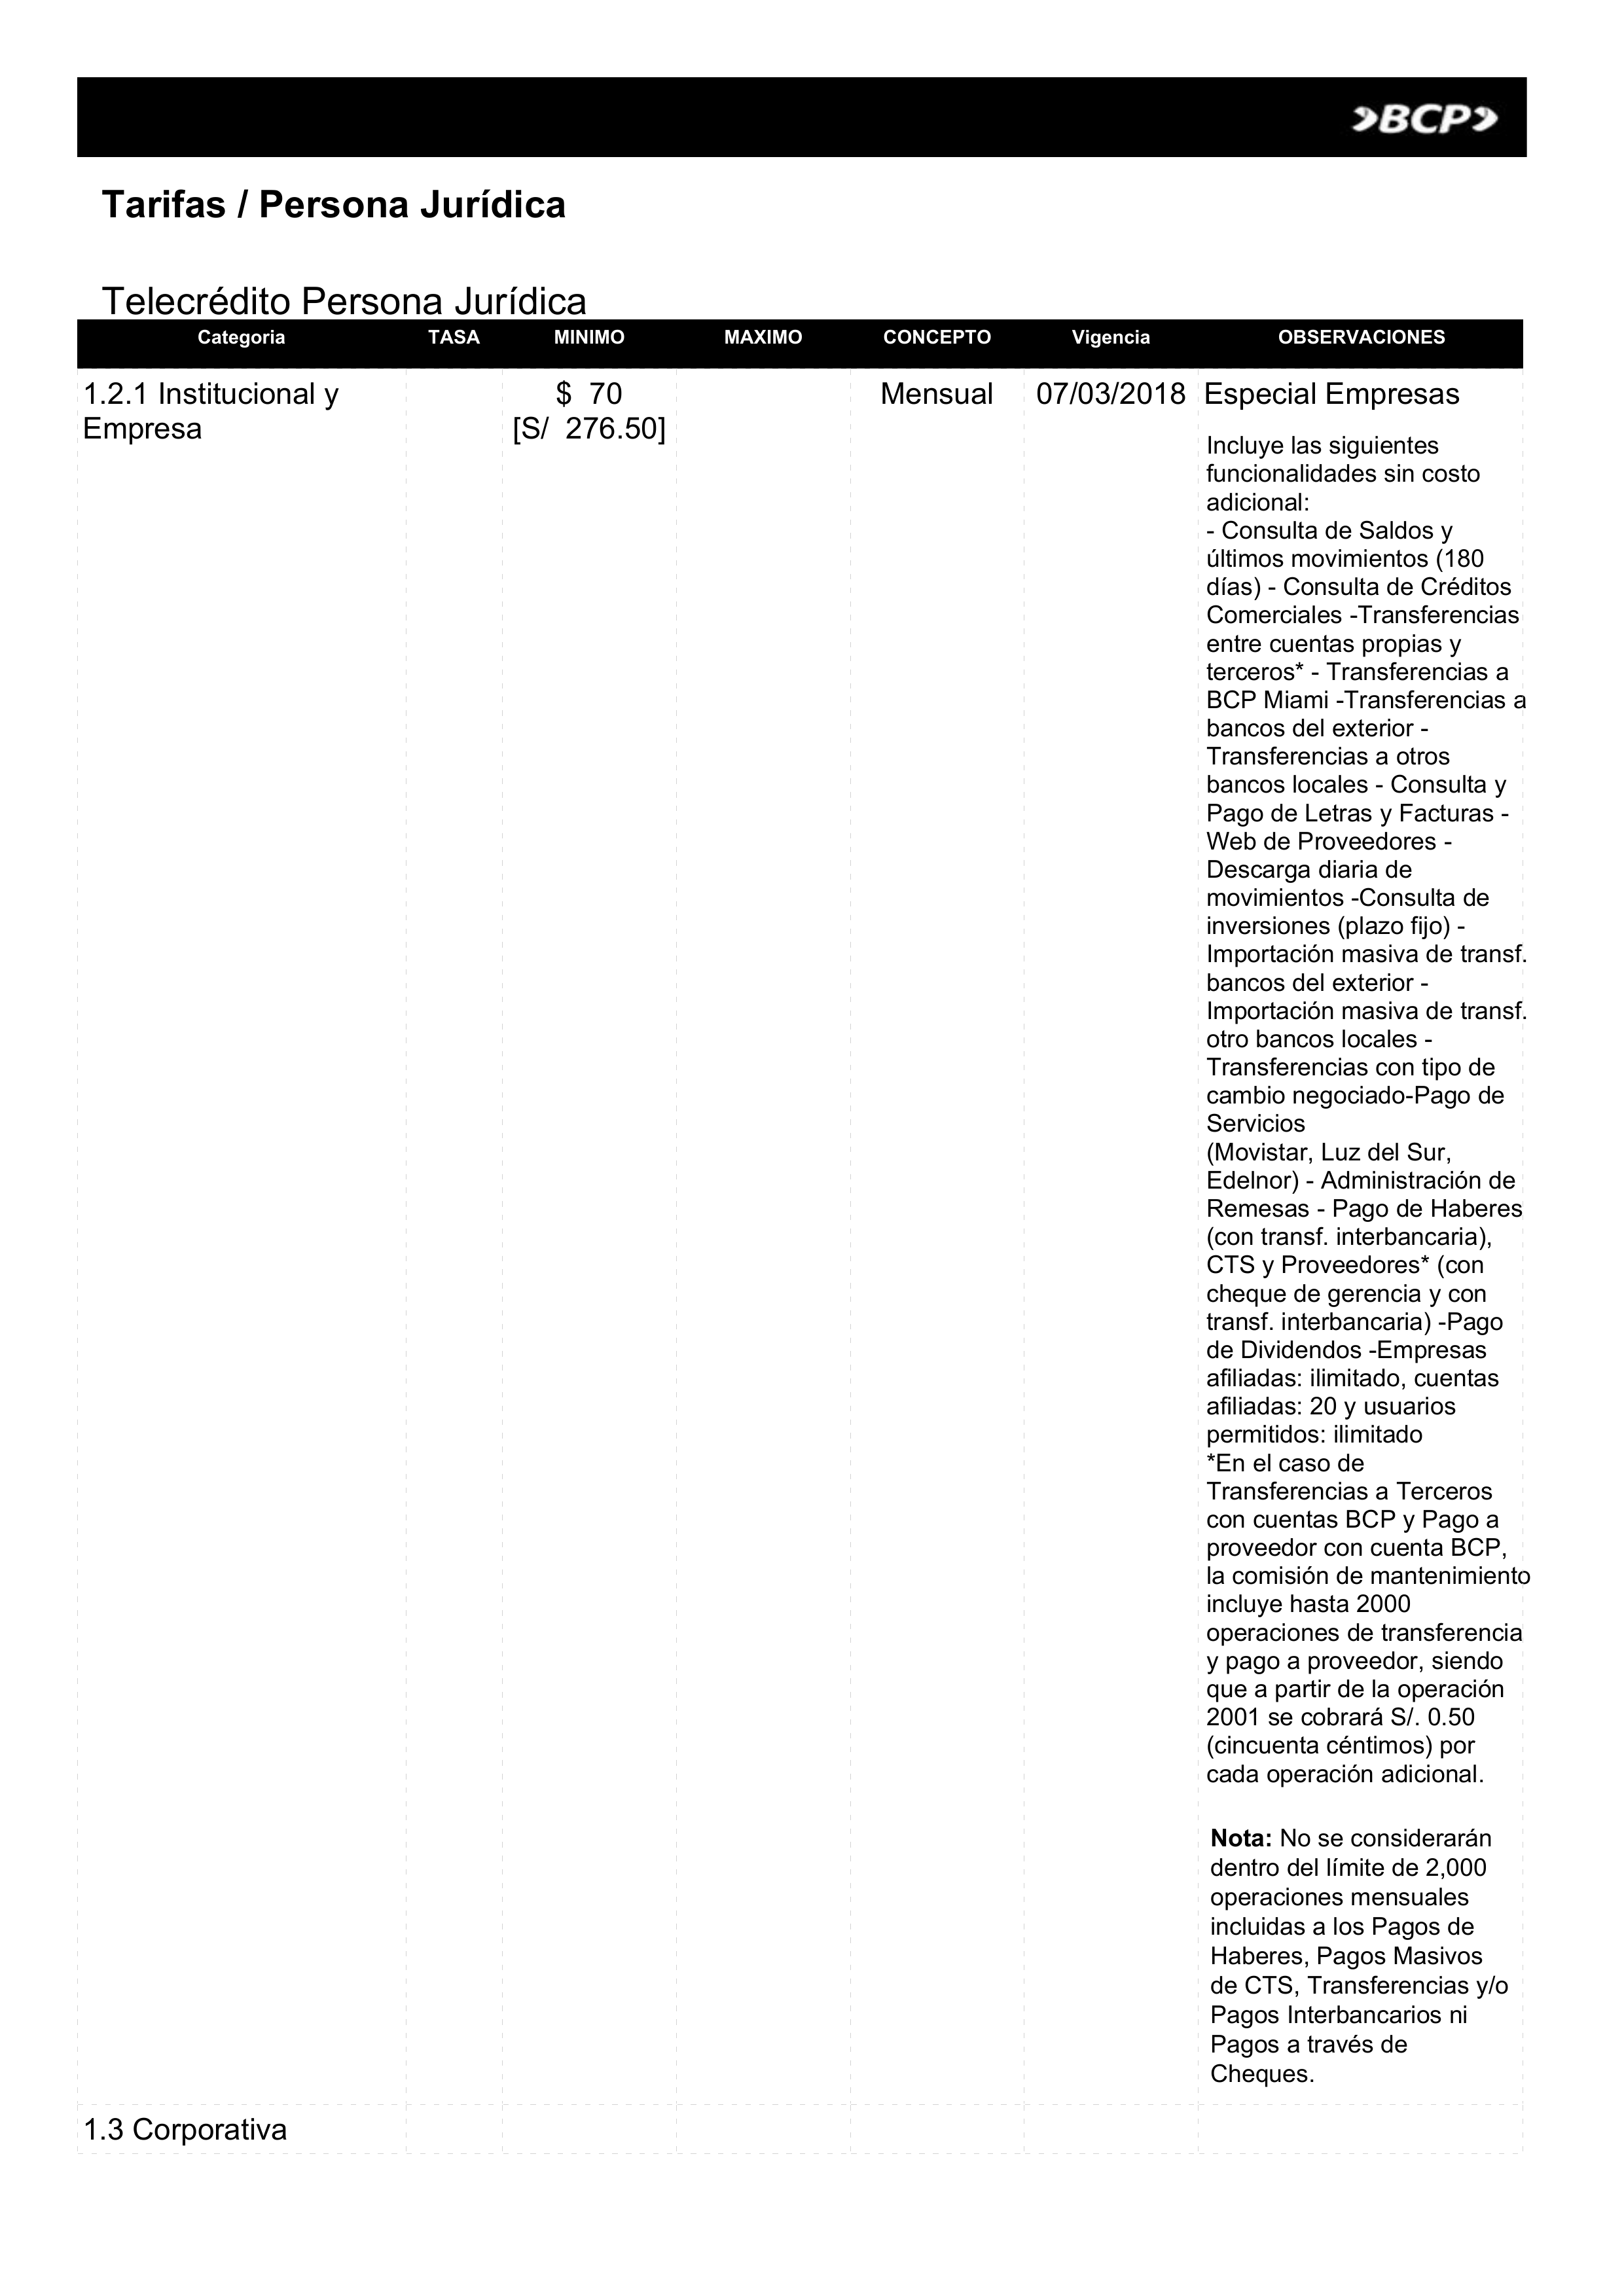 BCP
Tarifas / Persona Jurídica
Telecrédito Persona Jurídica
Categoria TASA MINIMO MAXIMO CONCEPTO Vigencia OBSERVACIONES
1.2.1 Institucional y $ 70 Mensual 07/03/2018 Especial Empresas
Empresa [S/ 276.50]
Incluye las siguientes
funcionalidades sin costo
adicional:
- Consulta de Saldos y
últimos movimientos (180
días) - Consulta de Créditos
Comerciales -Transferencias
entre cuentas propias y
terceros* - Transferencias a
BCP Miami -Transferencias a
bancos del exterior -
Transferencias a otros
bancos locales - Consulta y
Pago de Letras y Facturas -
Web de Proveedores -
Descarga diaria de
movimientos -Consulta de
inversiones (plazo fijo) -
Importación masiva de transf.
bancos del exterior -
Importación masiva de transf.
otro bancos locales -
Transferencias con tipo de
cambio negociado-Pago de
Servicios
(Movistar, Luz del Sur,
Edelnor) - Administración de
Remesas - Pago de Haberes
(con transf. interbancaria),
CTS y Proveedores* (con
cheque de gerencia y con
transf. interbancaria) -Pago
de Dividendos -Empresas
afiliadas: ilimitado, cuentas
afiliadas: 20 y usuarios
permitidos: ilimitado
*En el caso de
Transferencias a Terceros
con cuentas BCP y Pago a
proveedor con cuenta BCP,
la comisión de mantenimiento
incluye hasta 2000
operaciones de transferencia
y pago a proveedor, siendo
que a partir de la operación
2001 se cobrará S/. 0.50
(cincuenta céntimos) por
cada operación adicional.
Nota: No se considerarán
dentro del límite de 2,000
operaciones mensuales
incluidas a los Pagos de
Haberes, Pagos Masivos
de CTS, Transferencias y/o
Pagos Interbancarios ni
Pagos a través de
Cheques.
1.3 Corporativa